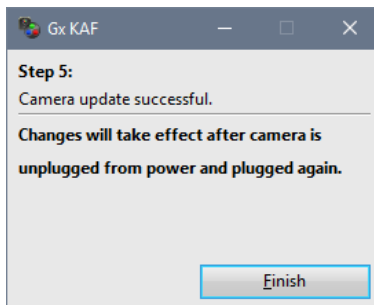 Gx KAF
Step 5:
Camera update successful.
Changes will take effect after camera is
unplugged from power and plugged again.
Finish